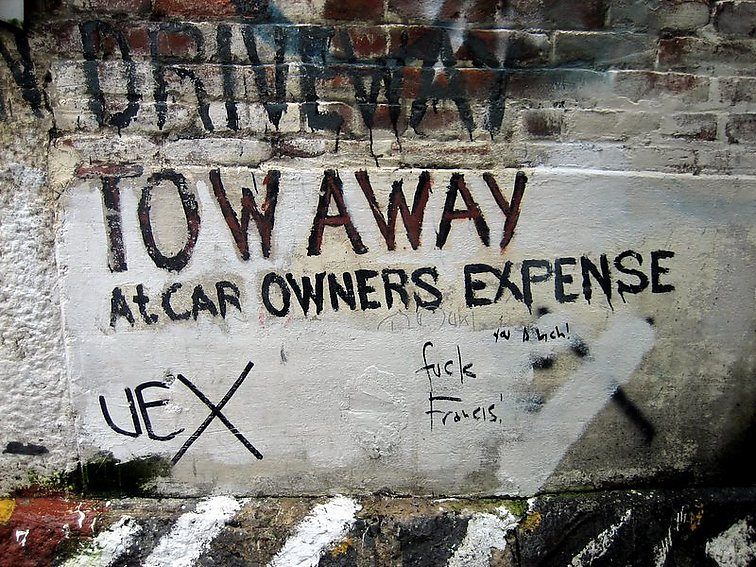 DRIVEWAY
TOW AWAY
At. CAR OWNERS EXPENSE
you bitch!
fuck
Francis!
UEX